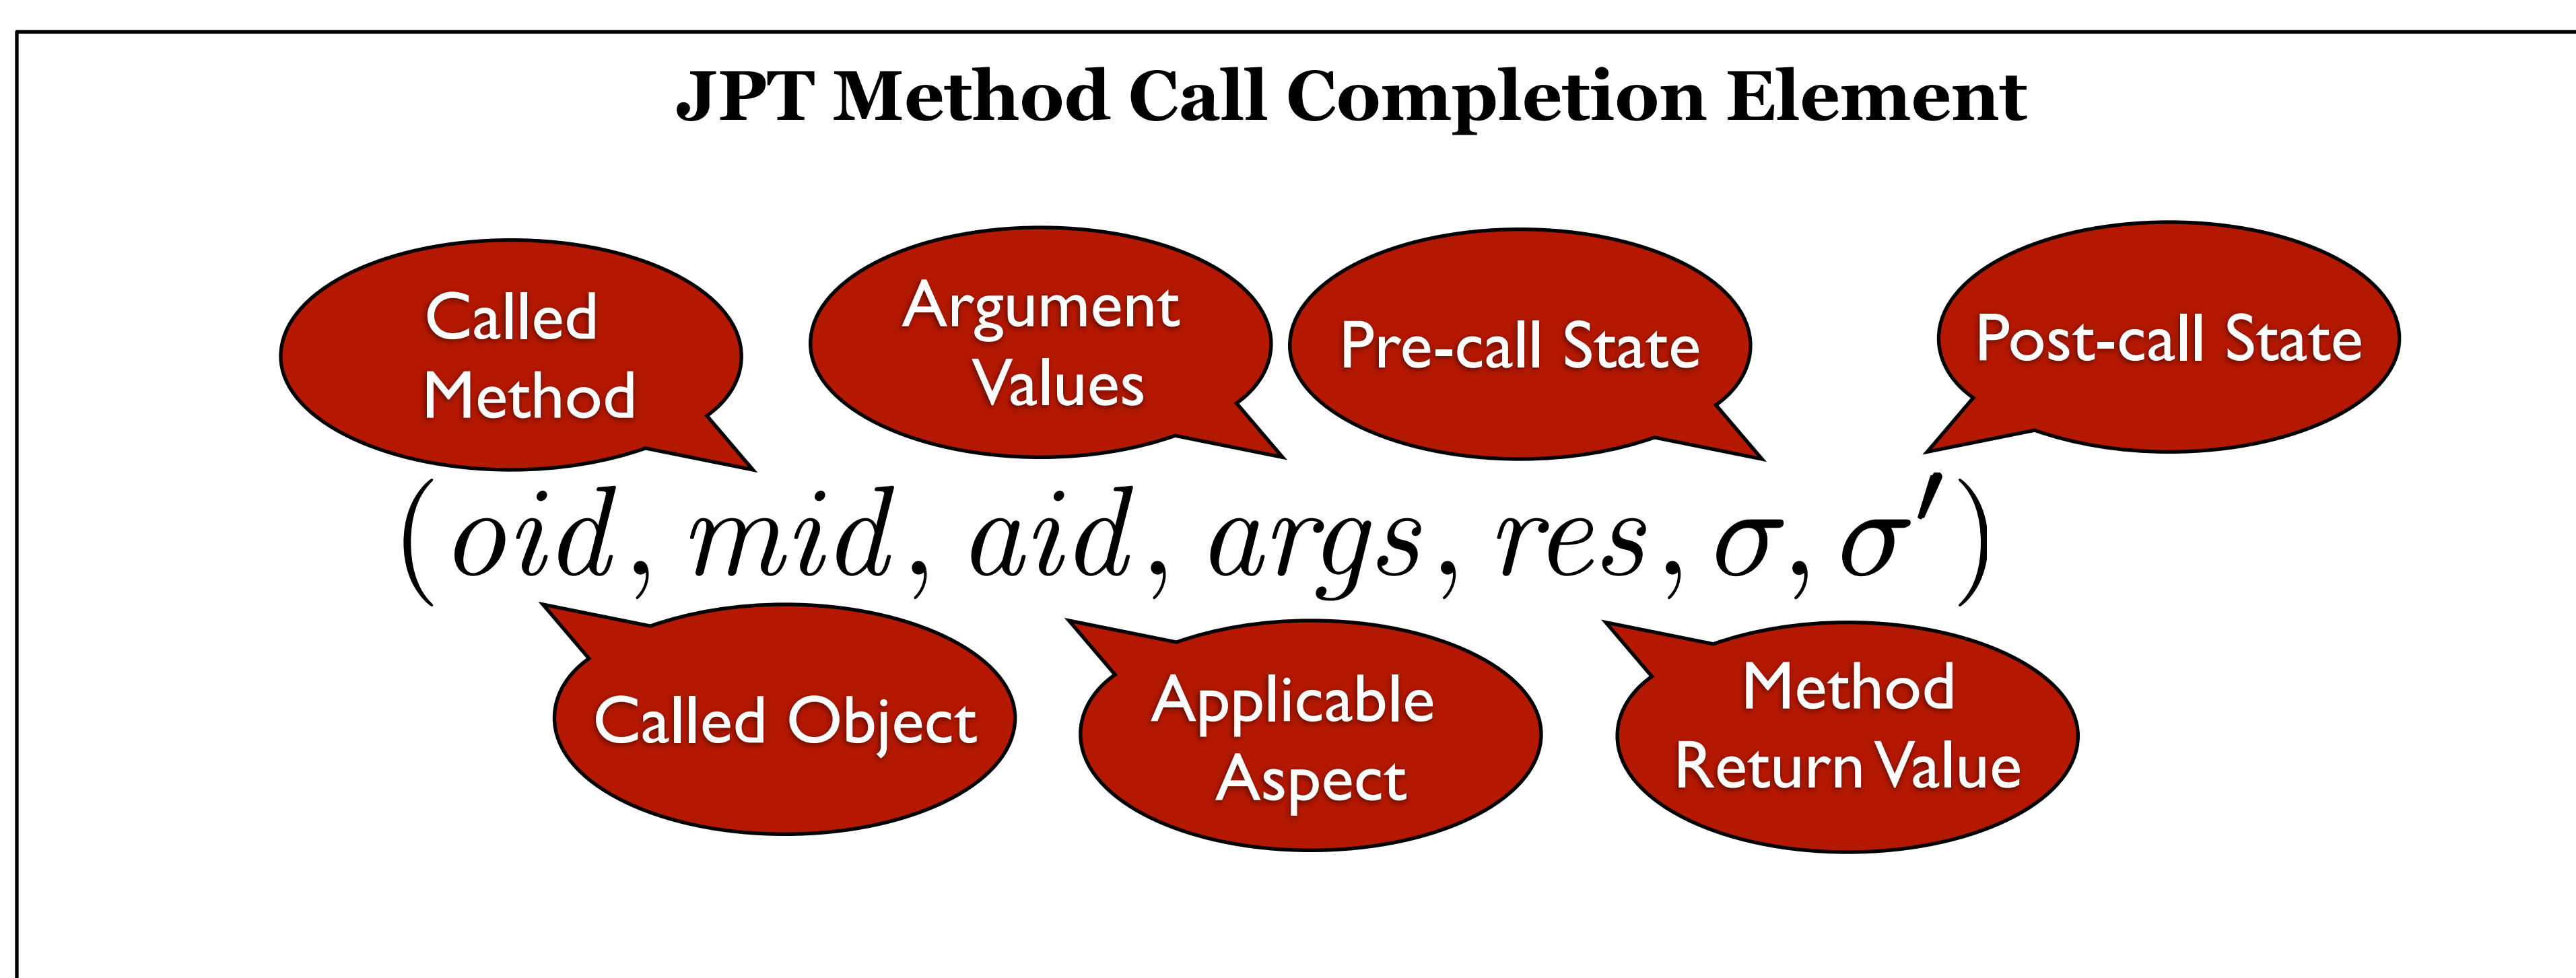 JPT Method Call Completion Element
Called
Method
Argument
Values
Pre-call State
Post-call State
(oid, mid, aid, args, res, σ, σ′)
Called Object
Applicable
Aspect
Method
Return Value